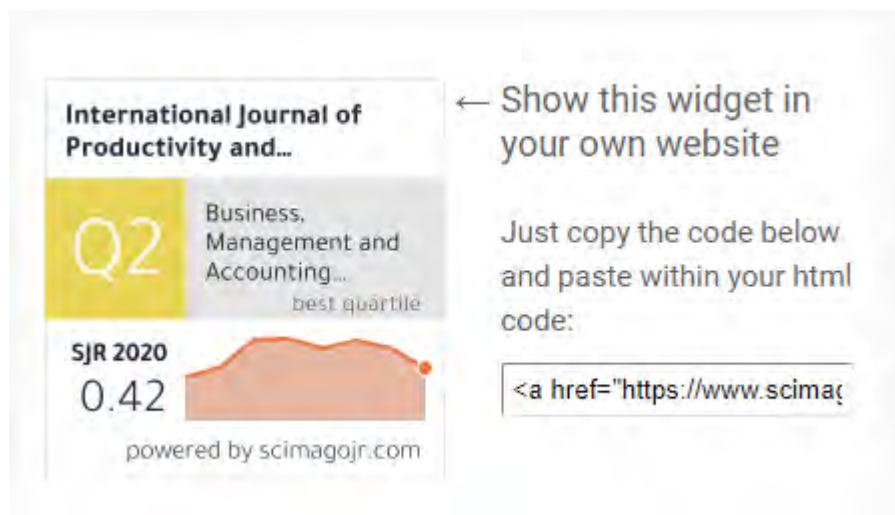 International Journal of
Productivity and...
Q2
Business,
Management and
Accounting...
best quartile
SJR 2020
0.42
powered by scimagojr.com
← Show this widget in
your own website
Just copy the code below
and paste within your html
code:
<a href="https://www.scimag